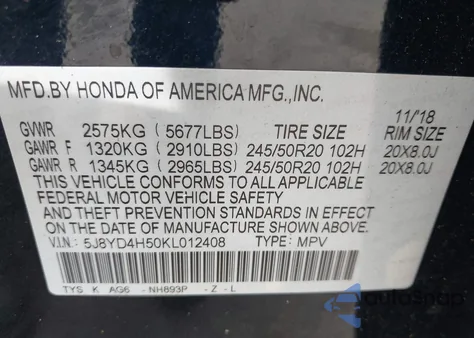 MFD.BY HONDA OF AMERICA MFG.,INC.
11/'18
GVWR 2575KG (5677LBS) TIRE SIZE RIM SIZE
GAWR F 1320KG (2910LBS) 245/50R20 102H 20X8.0J
GAWR R 1345KG (2965LBS) 245/50R20 102H 20X8.0J
THIS VEHICLE CONFORMS TO ALL APPLICABLE
FEDERAL MOTOR VEHICLE SAFETY
AND THEFT PREVENTION STANDARDS IN EFFECT
ON THE DATE OF MANUFACTURE SHOWN ABOVE.
V.I.N: 5J8YD4H50KL012408 TYPE: MPV
TYS K AG6 -NH893P -Z -L
autosnap